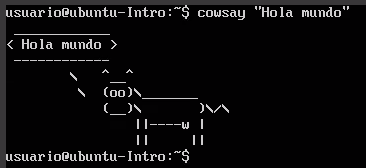 usuario@ubuntu-Intro:~$ cowsay "Hola mundo"
 ____________
< Hola mundo >
 ------------
        \   ^__^
         \  (oo)\_______
            (__)\       )\/\
                ||----w |
                ||     ||
usuario@ubuntu-Intro:~$